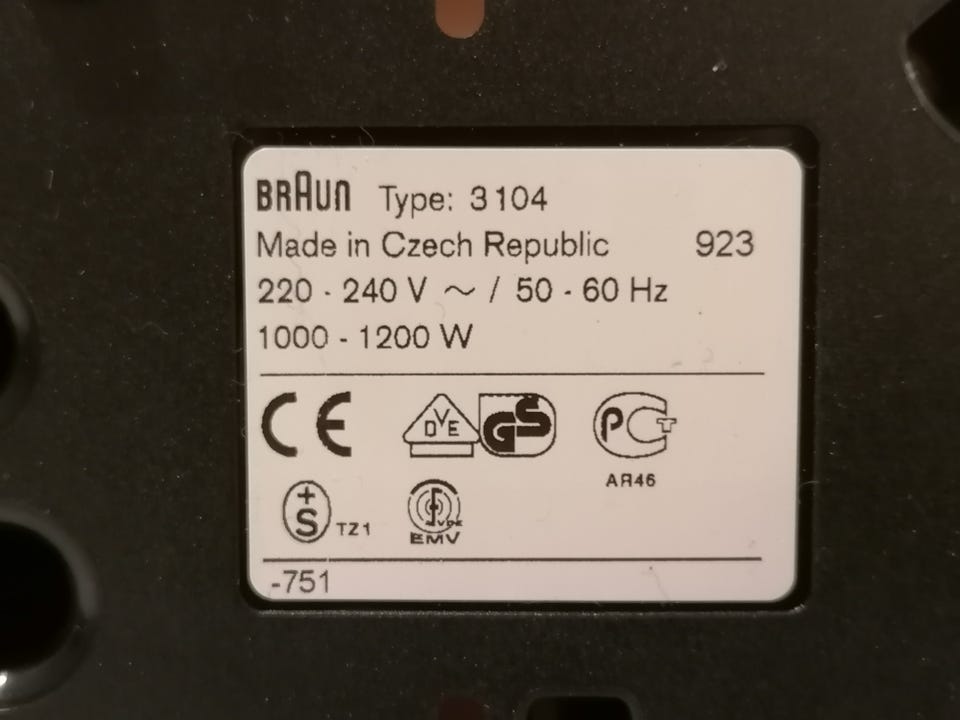 BRAUN Type: 3104
Made in Czech Republic 923
220 - 240 V ~ / 50 - 60 Hz
1000 - 1200 W
CE DVE GS PCT
AR46
+S TZ1 VDE
EMV
-751